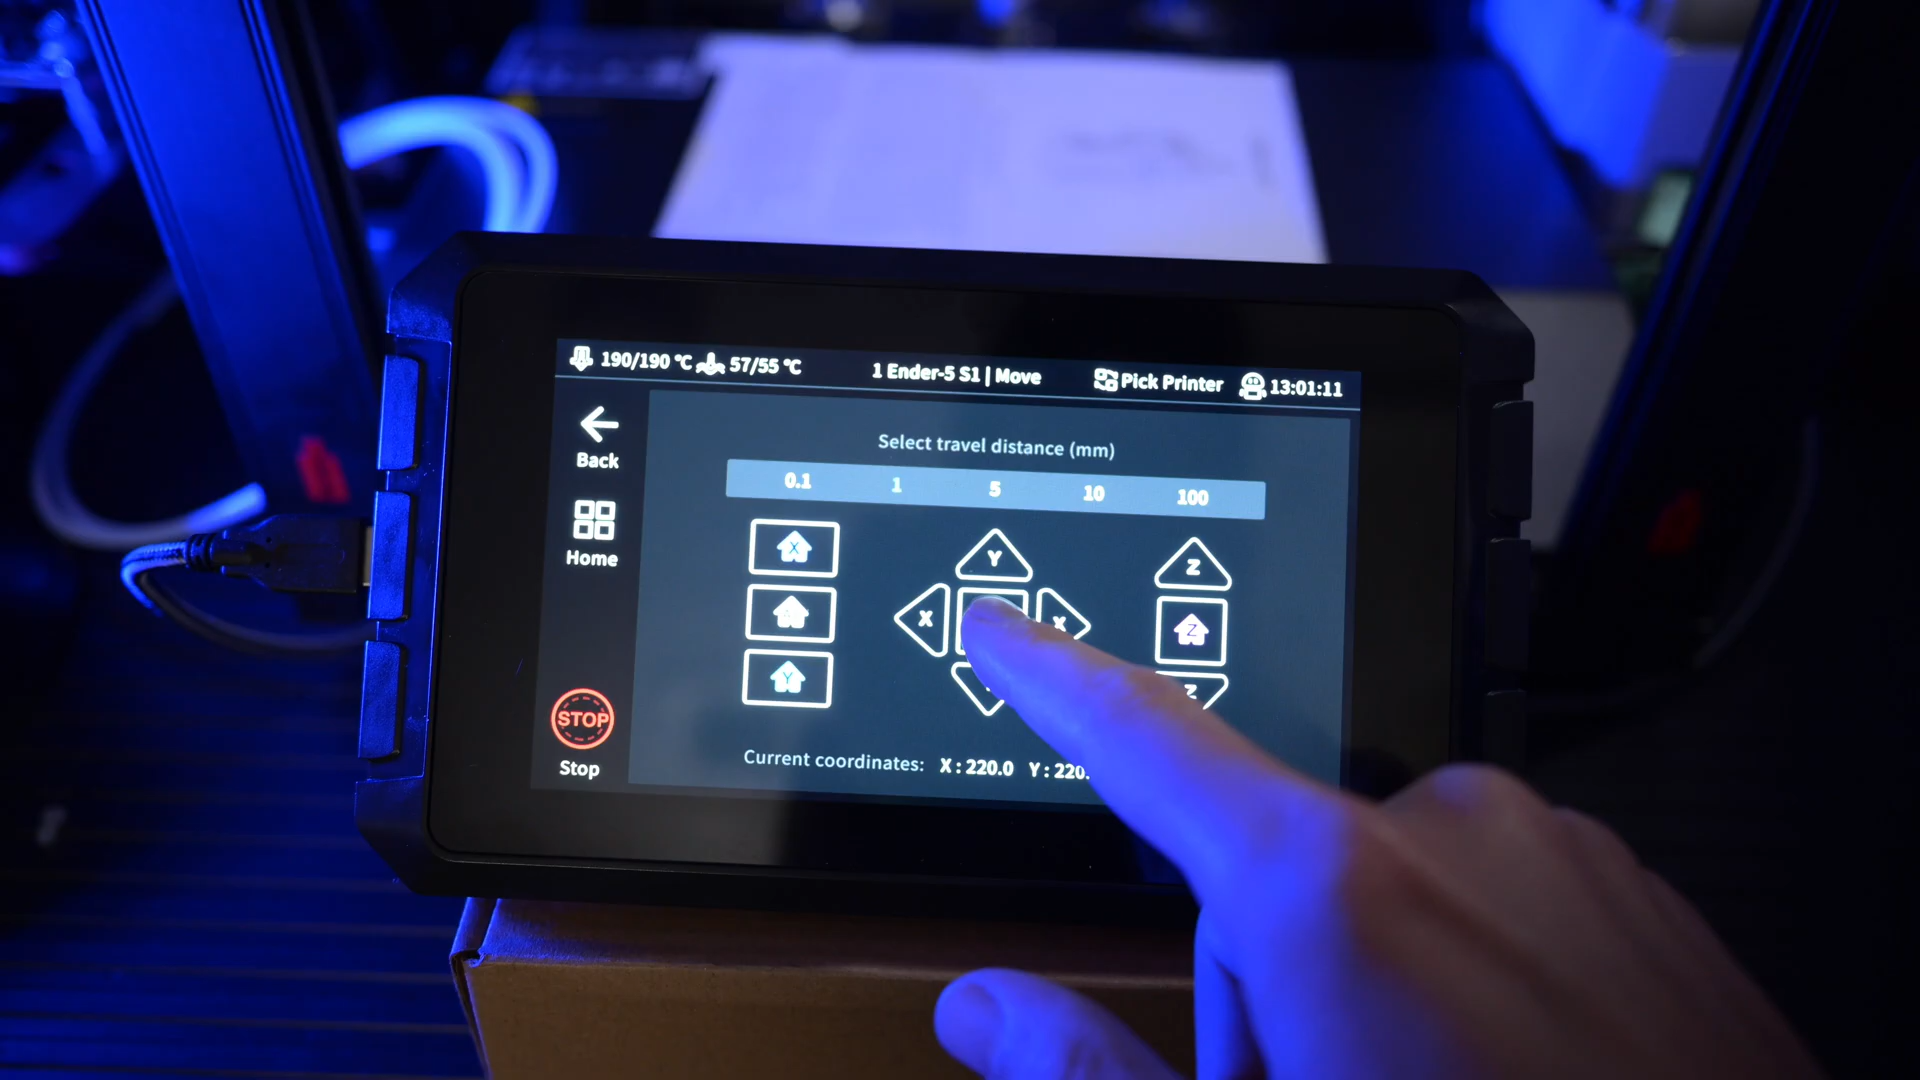 190/190 ℃ 57/55 ℃ 1 Ender-5 S1 | Move Pick Printer 13:01:11
Back
Home
STOP
Stop
Select travel distance (mm)
0.1 1 5 10 100
X
Y
Y
X
X
Z
Z
Z
Current coordinates: X : 220.0 Y : 220.